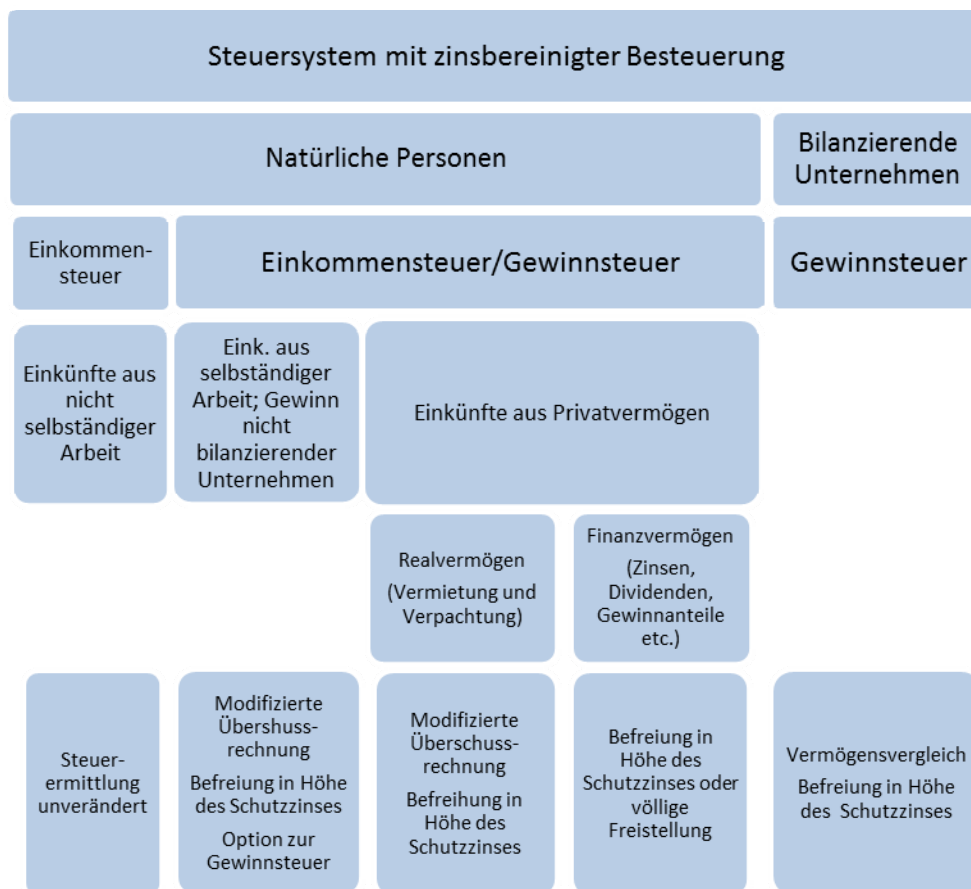 Steuersystem mit zinsbereinigter Besteuerung
Natürliche Personen
Bilanzierende
Unternehmen
Einkommen-
steuer
Einkommensteuer/Gewinnsteuer
Gewinnsteuer
Einkünfte aus
nicht
selbständiger
Arbeit
Eink. aus
selbständiger
Arbeit; Gewinn
nicht
bilanzierender
Unternehmen
Einkünfte aus Privatvermögen
Realvermögen
(Vermietung und
Verpachtung)
Finanzvermögen
(Zinsen,
Dividenden,
Gewinnanteile
etc.)
Steuer-
ermittlung
unverändert
Modifizierte
Übershuss-
rechnung
Befreiung in Höhe
des Schutzzinses
Option zur
Gewinnsteuer
Modifizierte
Überschuss-
rechnung
Befreihung in
Höhe des
Schutzzinses
Befreiung in
Höhe des
Schutzzinses oder
völlige
Freistellung
Vermögensvergleich
Befreiung in Höhe
des Schutzzinses